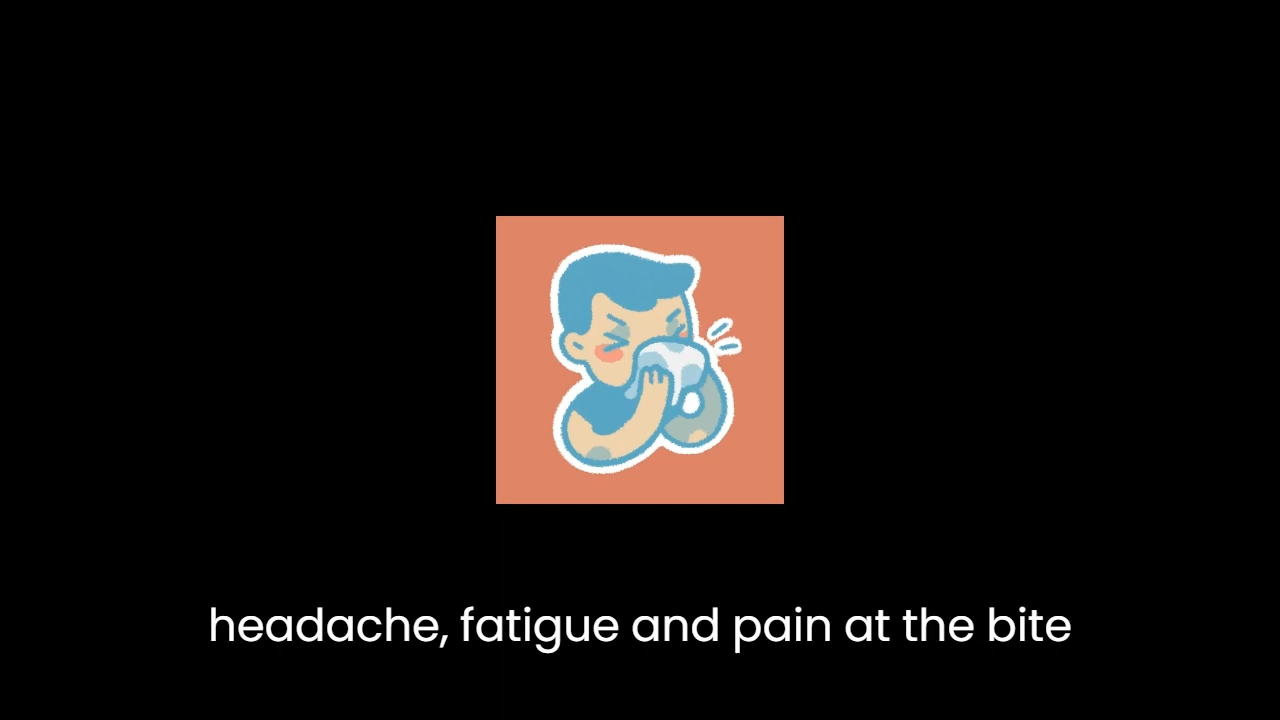 headache, fatigue and pain at the bite